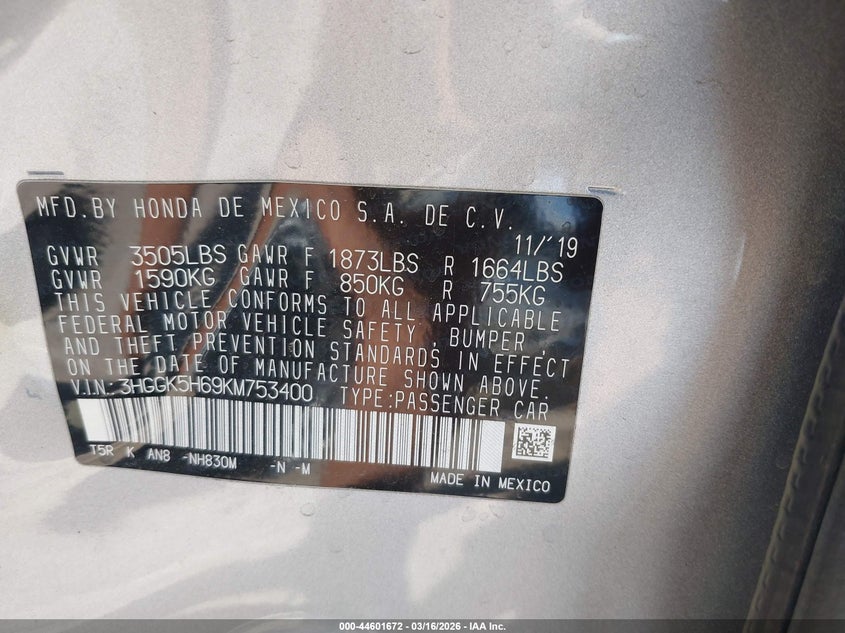 MFD. BY HONDA DE MEXICO S.A. DE C.V.
11/'19
GVWR 3505LBS GAWR F 1873LBS R 1664LBS
GVWR 1590KG GAWR F 850KG R 755KG
THIS VEHICLE CONFORMS TO ALL APPLICABLE
FEDERAL MOTOR VEHICLE SAFETY, BUMPER,
AND THEFT PREVENTION STANDARDS IN EFFECT
ON THE DATE OF MANUFACTURE SHOWN ABOVE.
V.I.N.: 3HGGK5H69KM753400 TYPE:PASSENGER CAR
T5R K AN8 -NH830M -N -M
MADE IN MEXICO
000-44601672 - 03/16/2026 - IAA Inc.